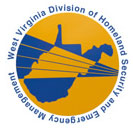 West Virginia Division of Homeland Security and Emergency Management